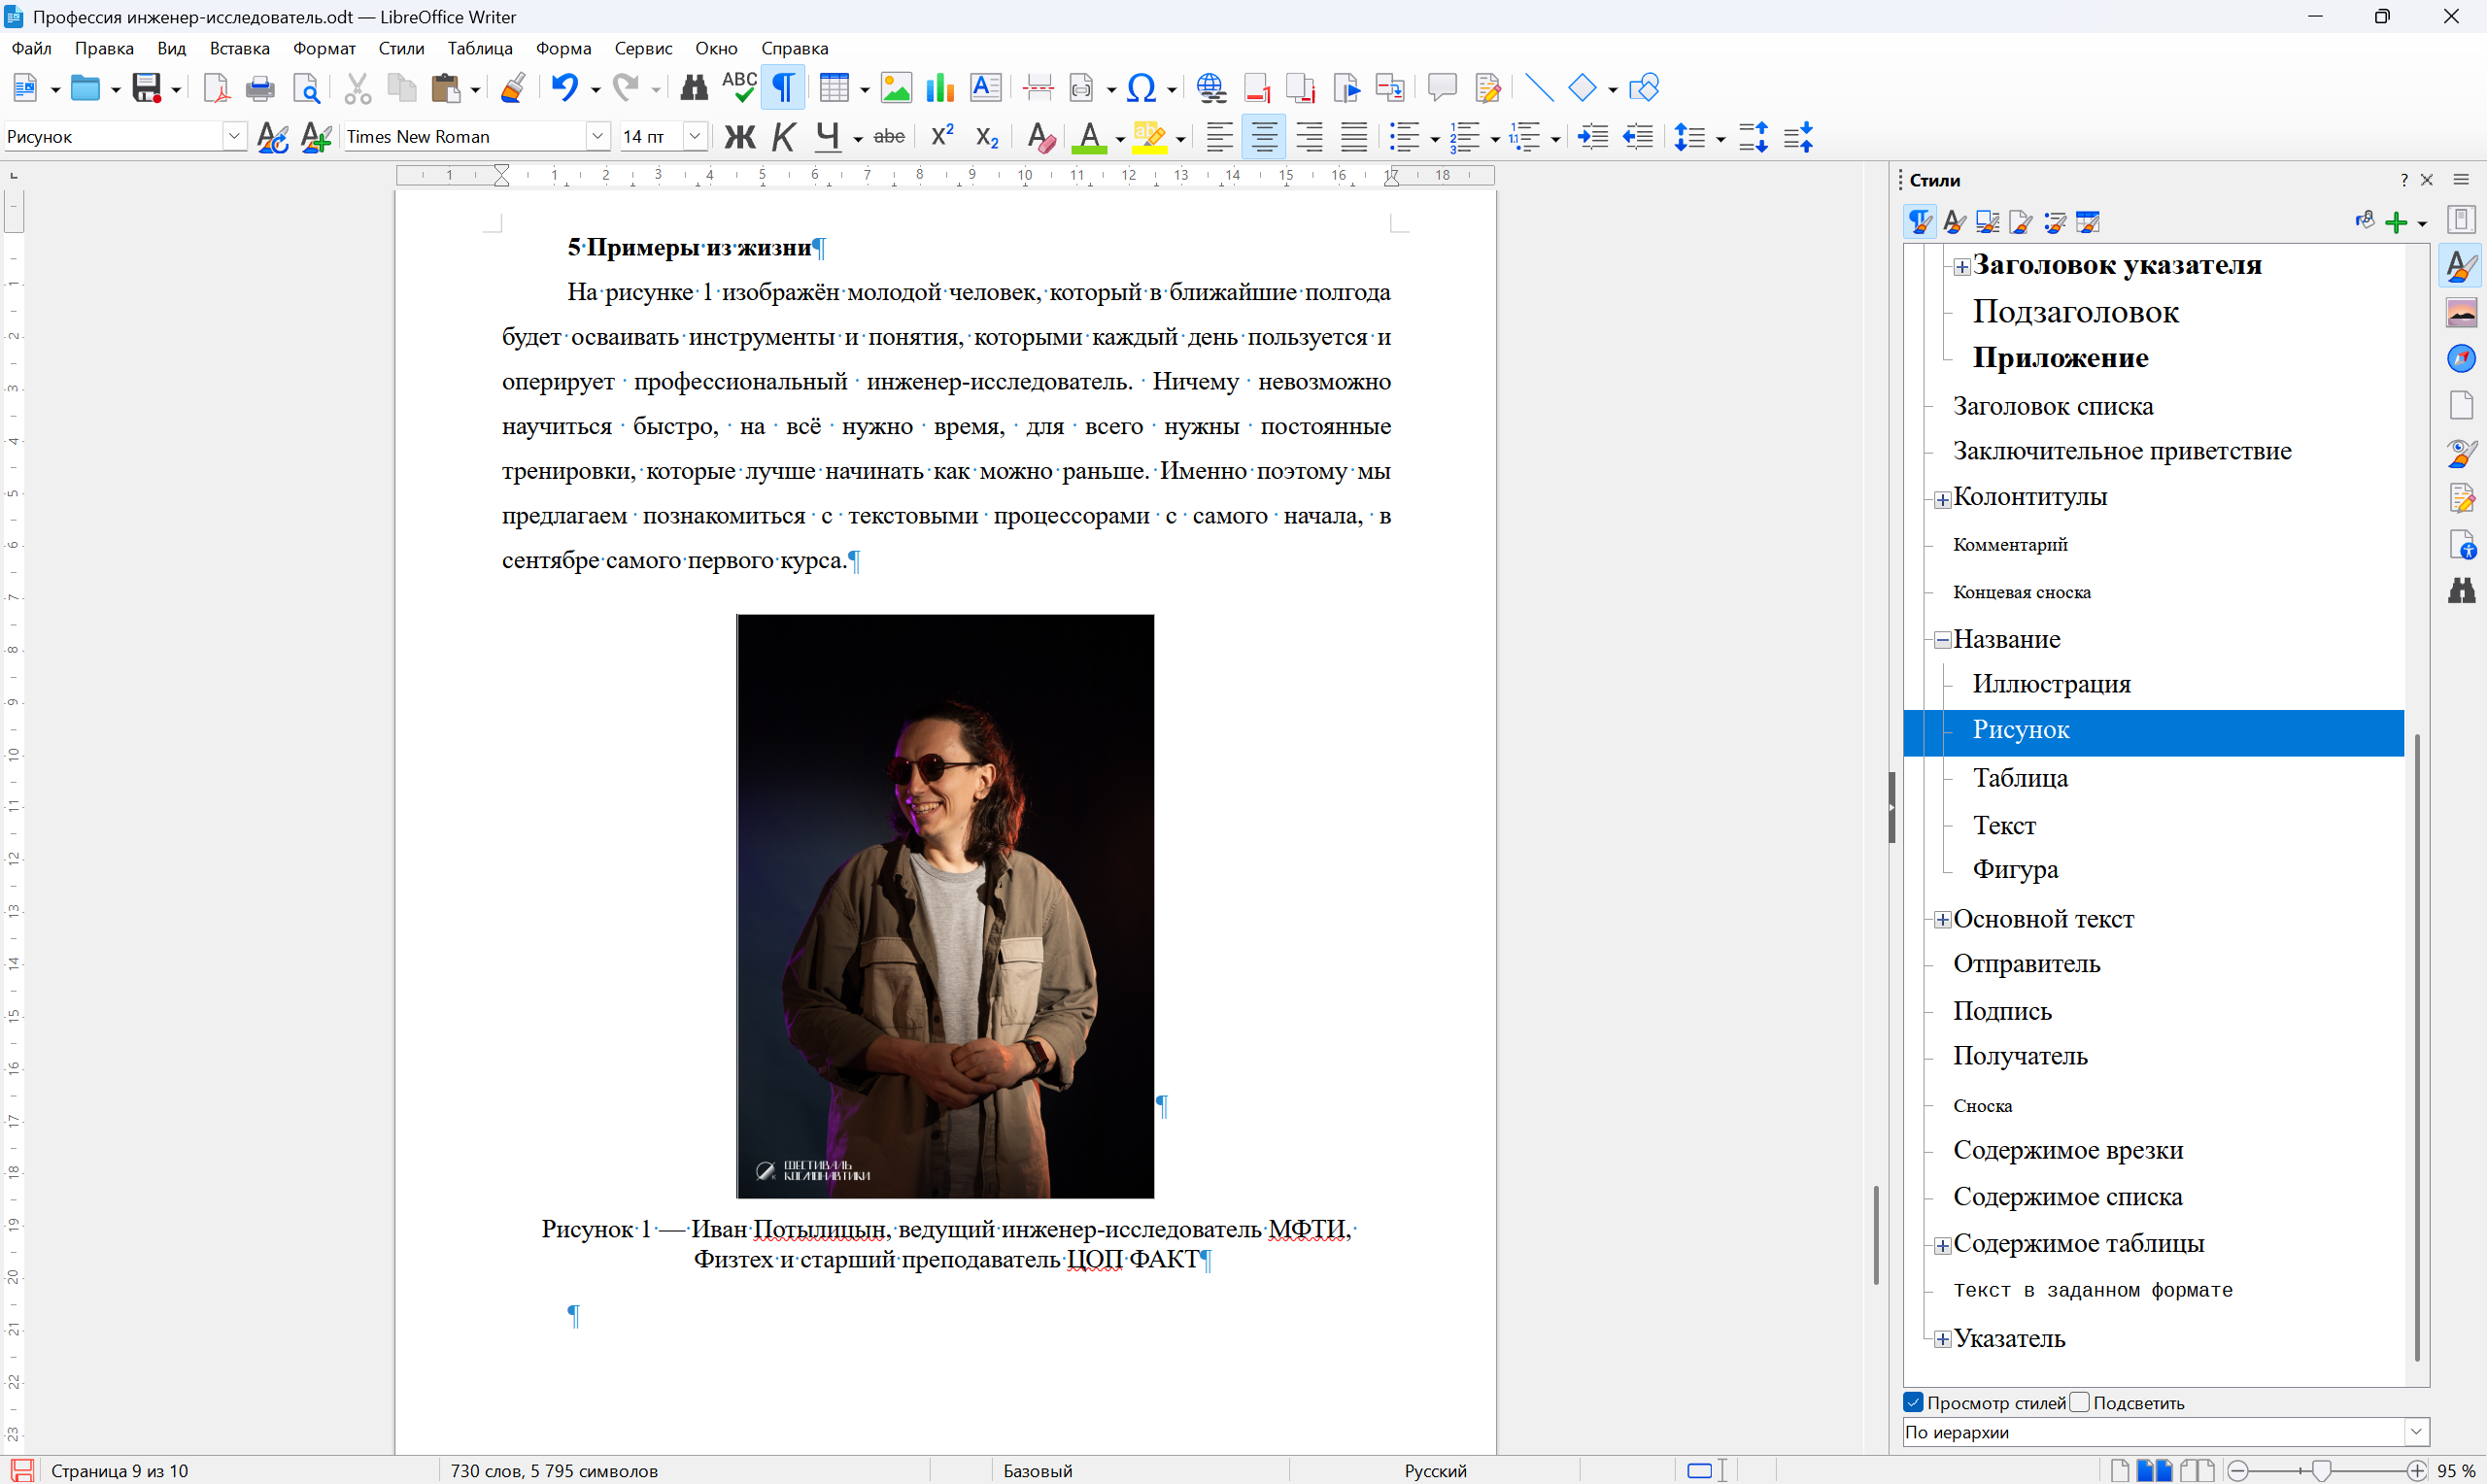 Профессия инженер-исследователь.odt — LibreOffice Writer
Файл Правка Вид Вставка Формат Стили Таблица Форма Сервис Окно Справка
Рисунок Times New Roman 14 пт Ж К Ч abc X² X₂
Стили
5 Примеры из жизни¶
На рисунке 1 изображён молодой человек, который в ближайшие полгода
будет осваивать инструменты и понятия, которыми каждый день пользуется и
оперирует профессиональный инженер-исследователь. Ничему невозможно
научиться быстро, на всё нужно время, для всего нужны постоянные
тренировки, которые лучше начинать как можно раньше. Именно поэтому мы
предлагаем познакомиться с текстовыми процессорами с самого начала, в
сентябре самого первого курса.¶
ФЕСТИВАЛЬ
КОСМОНАВТИКИ
¶
Рисунок 1 — Иван Потылицын, ведущий инженер-исследователь МФТИ,
Физтех и старший преподаватель ЦОП ФАКТ¶
¶
Заголовок указателя
Подзаголовок
Приложение
Заголовок списка
Заключительное приветствие
Колонтитулы
Комментарий
Концевая сноска
Название
Иллюстрация
Рисунок
Таблица
Текст
Фигура
Основной текст
Отправитель
Подпись
Получатель
Сноска
Содержимое врезки
Содержимое списка
Содержимое таблицы
Текст в заданном формате
Указатель
Просмотр стилей Подсветить
По иерархии
Страница 9 из 10 730 слов, 5 795 символов Базовый Русский 95 %